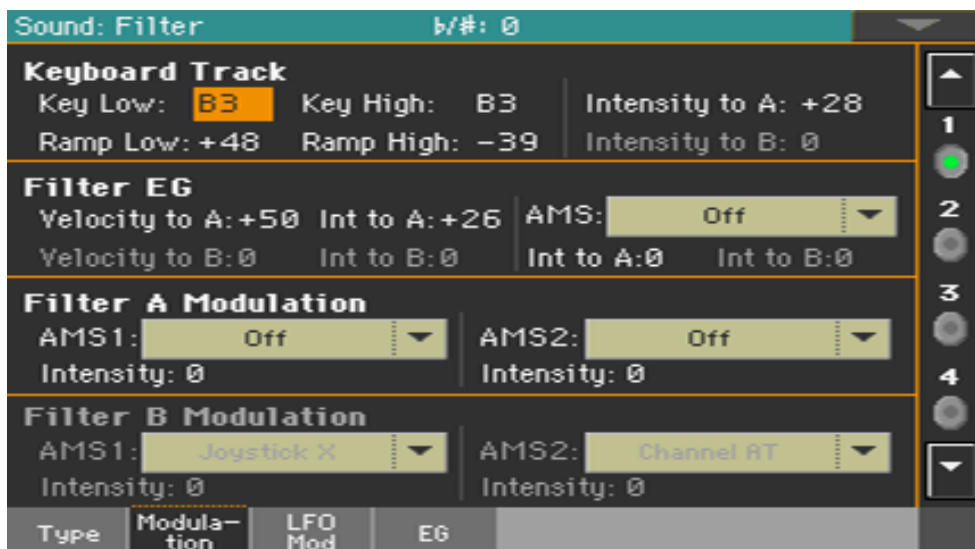 Sound: Filter ♭/#: 0
Keyboard Track
Key Low: B3 Key High: B3 Intensity to A: +28
Ramp Low: +48 Ramp High: -39 Intensity to B: 0
Filter EG
Velocity to A:+50 Int to A:+26 AMS: Off
Velocity to B:0 Int to B:0 Int to A:0 Int to B:0
Filter A Modulation
AMS1: Off AMS2: Off
Intensity: 0 Intensity: 0
Filter B Modulation
AMS1: Joystick X AMS2: Channel AT
Intensity: 0 Intensity: 0
1
2
3
4
Type Modula-
tion LFO
Mod EG